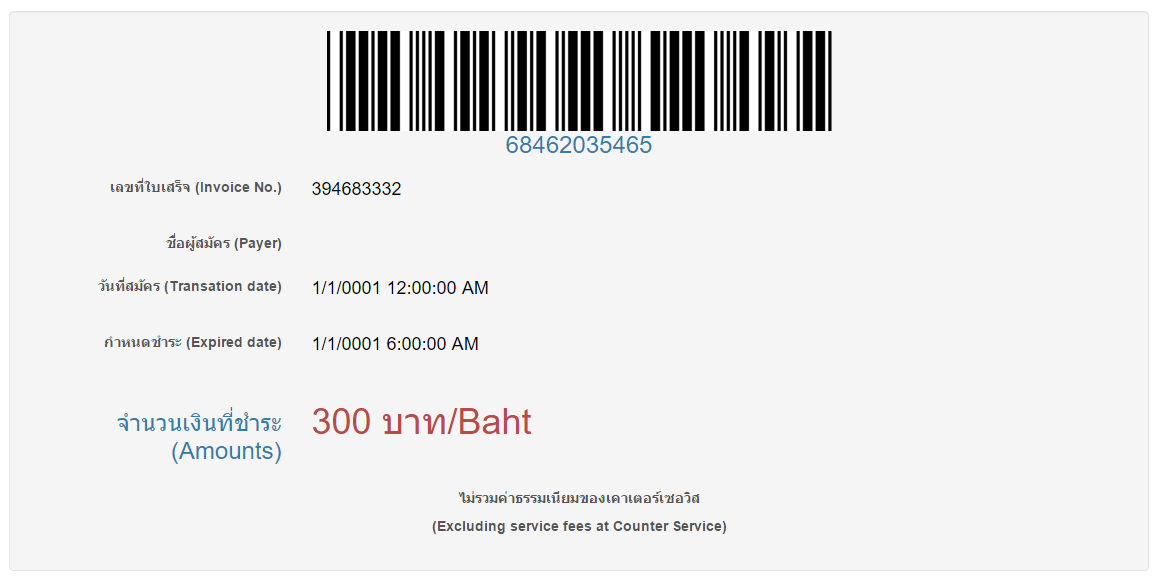 68462035465
เลขที่ใบเสร็จ (Invoice No.) 394683332
ชื่อผู้สมัคร (Payer)
วันที่สมัคร (Transation date) 1/1/0001 12:00:00 AM
กำหนดชำระ (Expired date) 1/1/0001 6:00:00 AM
จำนวนเงินที่ชำระ 300 บาท/Baht
(Amounts)
ไม่รวมค่าธรรมเนียมของเคาเตอร์เซอวิส
(Excluding service fees at Counter Service)